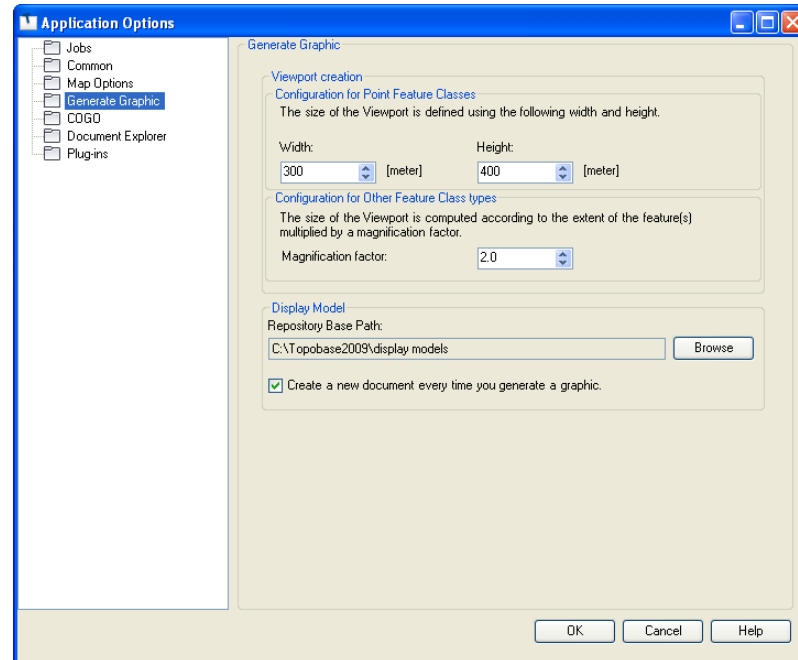 Application Options
Jobs
Common
Map Options
Generate Graphic
COGO
Document Explorer
Plug-ins
Generate Graphic
Viewport creation
Configuration for Point Feature Classes
The size of the Viewport is defined using the following width and height.
Width: Height:
300 [meter] 400 [meter]
Configuration for Other Feature Class types
The size of the Viewport is computed according to the extent of the feature(s)
multiplied by a magnification factor.
Magnification factor: 2.0
Display Model
Repository Base Path:
C:\Topobase2009\display models Browse
Create a new document every time you generate a graphic.
OK Cancel Help